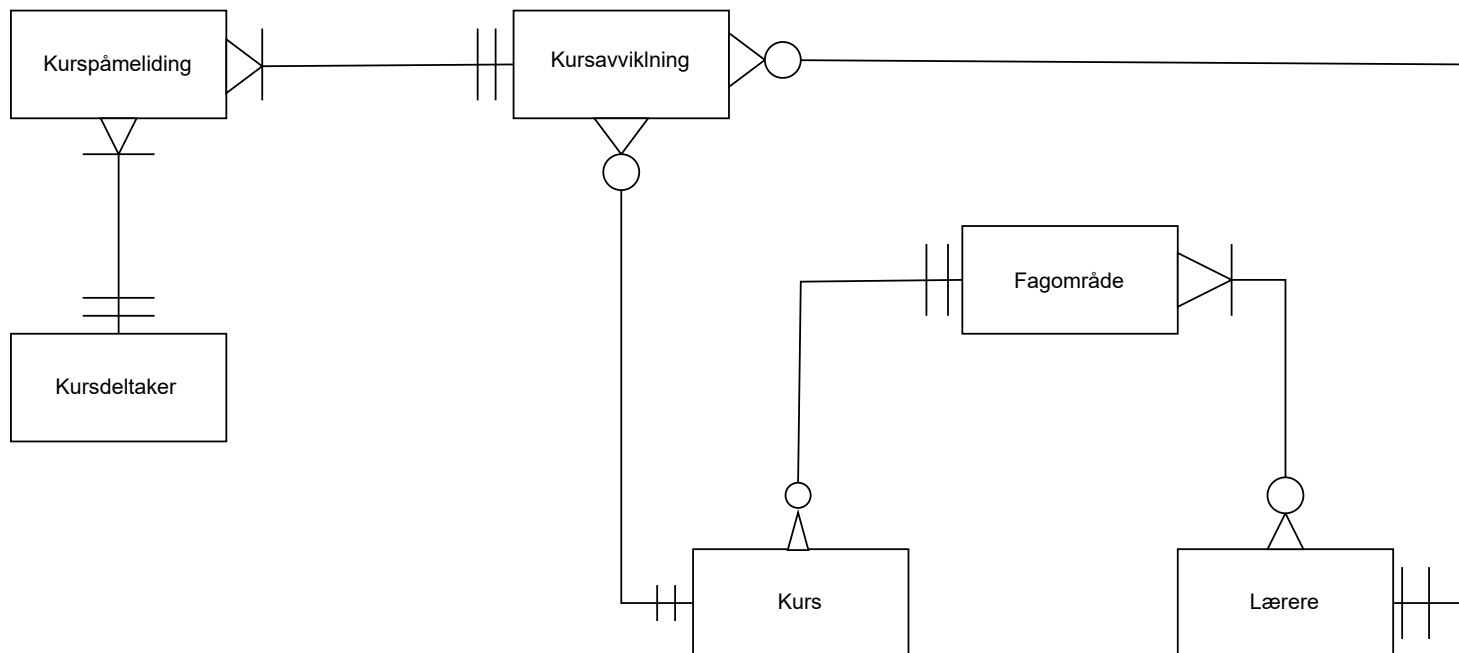 Kurspåmeliding
Kursavviklning
Fagområde
Kursdeltaker
Kurs
Lærere